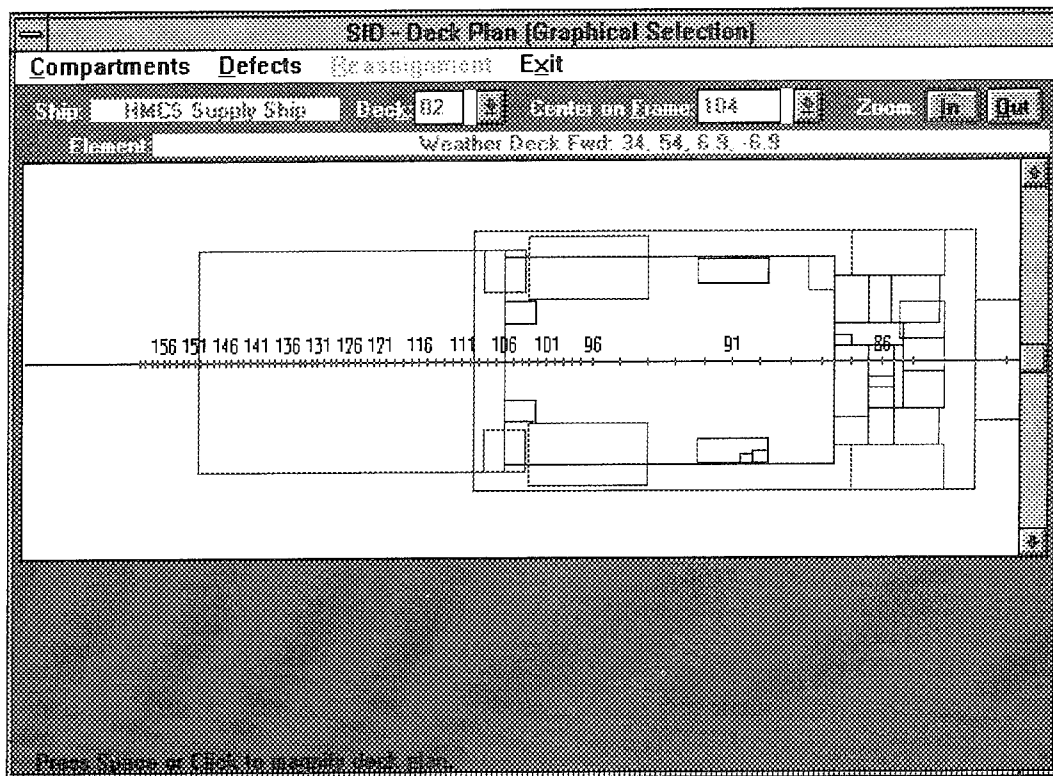 SID - Deck Plan (Graphical Selection)
Compartments Defects Reassignment Exit
Ship HMCS Supply Ship Deck 02 Center on Frame 104 Zoom In Out
Element Weather Deck Fwd: 34, 54, 6.9, -6.9
156 151 146 141 136 131 126 121 116 111 106 101 96 91 86
Press Space or Click to magnify deck plan.